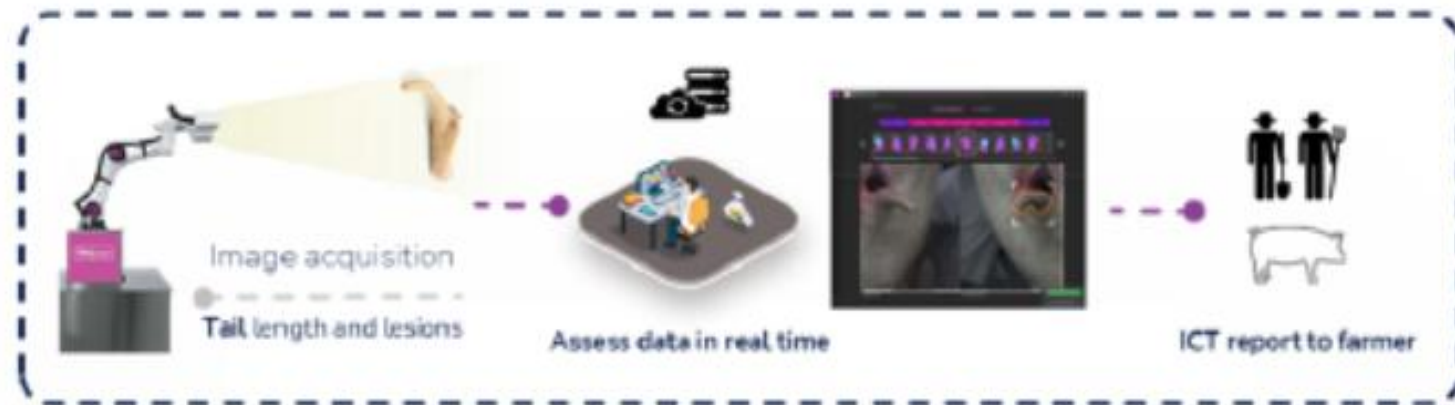 Image acquisition
Tail length and lesions
Assess data in real time
ICT report to farmer